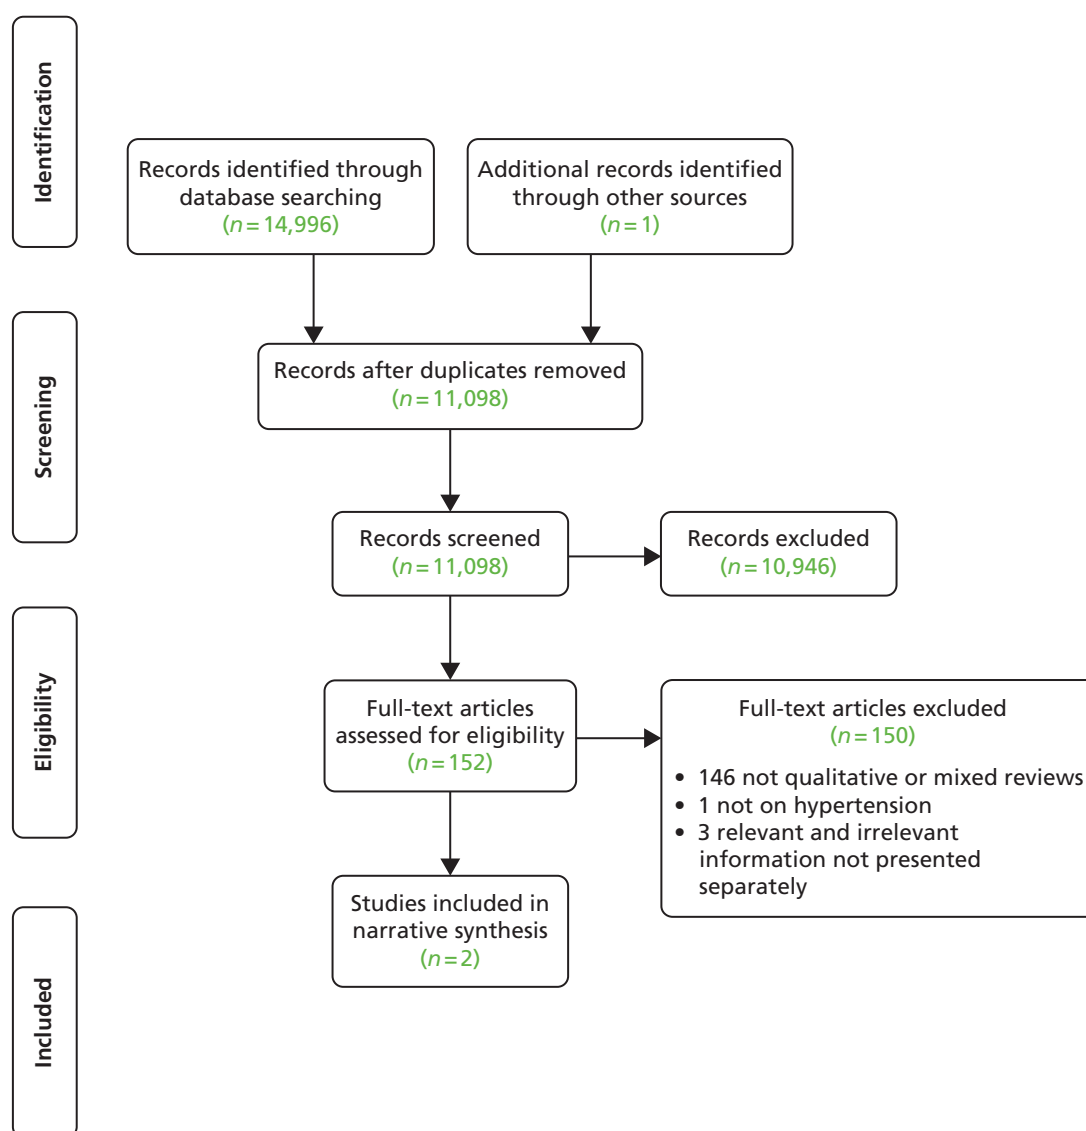 Identification
Records identified through
database searching
(n = 14,996)
Additional records identified
through other sources
(n = 1)
Screening
Records after duplicates removed
(n = 11,098)
Records screened
(n = 11,098)
Records excluded
(n = 10,946)
Eligibility
Full-text articles
assessed for eligibility
(n = 152)
Full-text articles excluded
(n = 150)
• 146 not qualitative or mixed reviews
• 1 not on hypertension
• 3 relevant and irrelevant
information not presented
separately
Included
Studies included in
narrative synthesis
(n = 2)